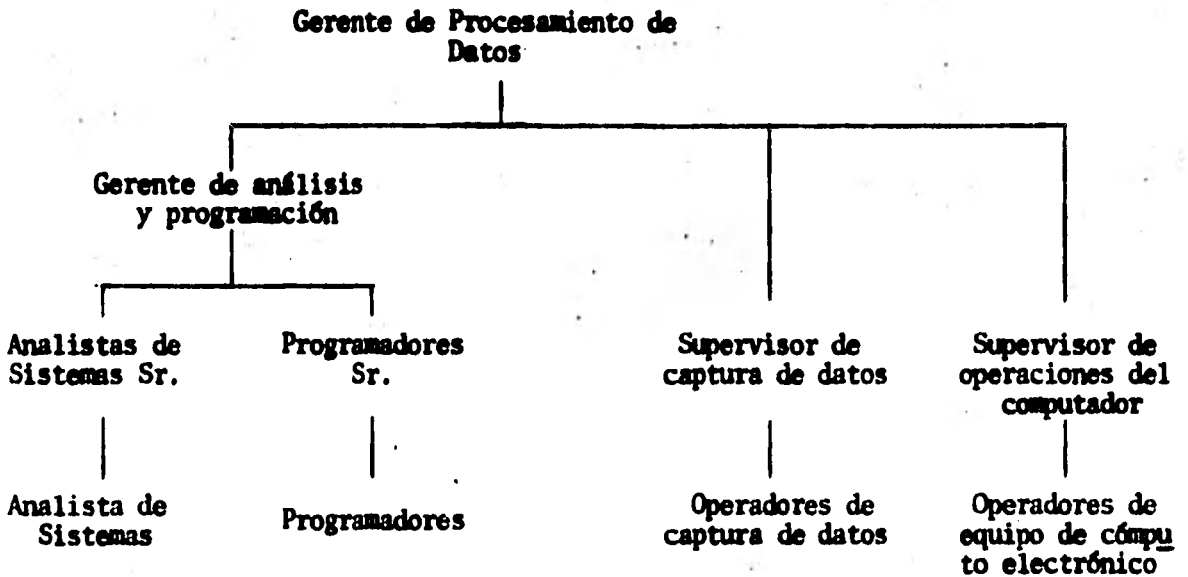 Gerente de Procesamiento de
Datos
Gerente de análisis
y programación
Analistas de
Sistemas Sr.
Programadores
Sr.
Supervisor de
captura de datos
Supervisor de
operaciones del
computador
Analista de
Sistemas
Programadores
Operadores de
captura de datos
Operadores de
equipo de cómpu
to electrónico